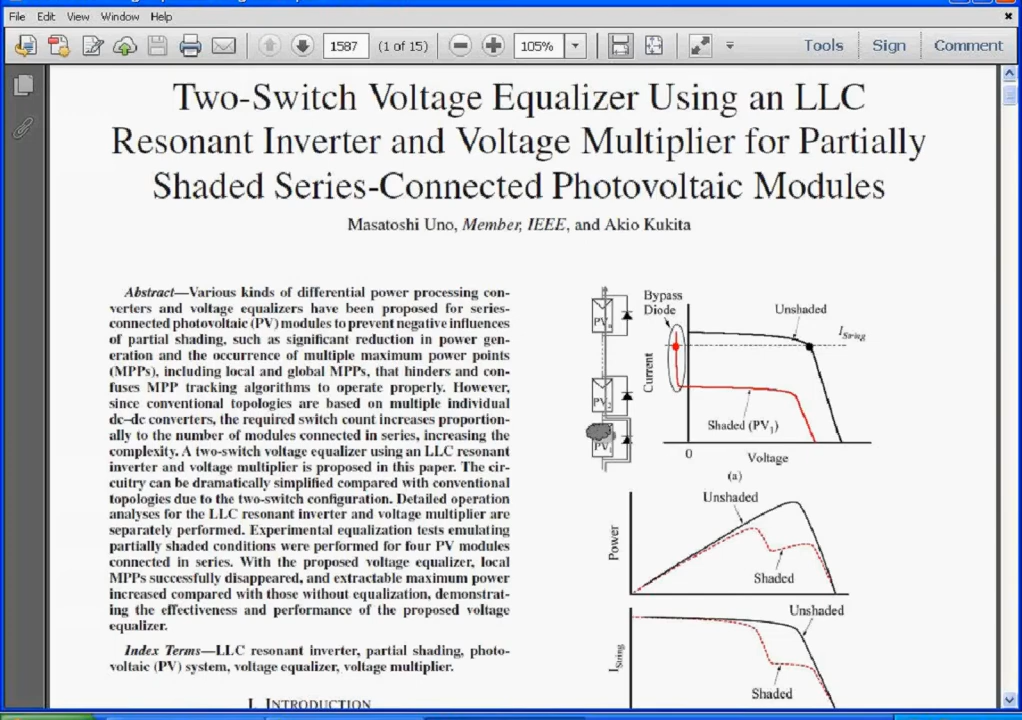 File Edit View Window Help
1587 (1 of 15) 105% Tools Sign Comment
Two-Switch Voltage Equalizer Using an LLC
Resonant Inverter and Voltage Multiplier for Partially
Shaded Series-Connected Photovoltaic Modules
Masatoshi Uno, Member, IEEE, and Akio Kukita
Abstract—Various kinds of differential power processing con-
verters and voltage equalizers have been proposed for series-
connected photovoltaic (PV) modules to prevent negative influences
of partial shading, such as significant reduction in power gen-
eration and the occurrence of multiple maximum power points
(MPPs), including local and global MPPs, that hinders and con-
fuses MPP tracking algorithms to operate properly. However,
since conventional topologies are based on multiple individual
dc–dc converters, the required switch count increases proportion-
ally to the number of modules connected in series, increasing the
complexity. A two-switch voltage equalizer using an LLC resonant
inverter and voltage multiplier is proposed in this paper. The cir-
cuitry can be dramatically simplified compared with conventional
topologies due to the two-switch configuration. Detailed operation
analyses for the LLC resonant inverter and voltage multiplier are
separately performed. Experimental equalization tests emulating
partially shaded conditions were performed for four PV modules
connected in series. With the proposed voltage equalizer, local
MPPs successfully disappeared, and extractable maximum power
increased compared with those without equalization, demonstrat-
ing the effectiveness and performance of the proposed voltage
equalizer.
Index Terms—LLC resonant inverter, partial shading, photo-
voltaic (PV) system, voltage equalizer, voltage multiplier.
I. INTRODUCTION
Bypass
Diode
Unshaded
IString
Current
Shaded (PV1)
0
Voltage
(a)
Unshaded
Power
Shaded
Unshaded
IString
Shaded